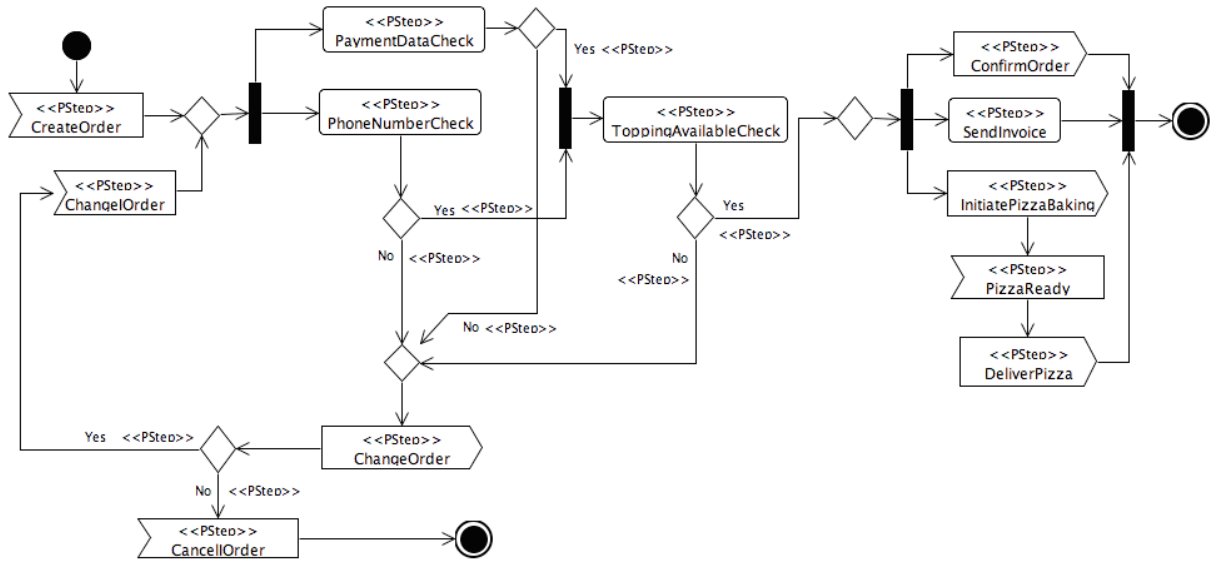 <<PStep>>
PaymentDataCheck
Yes <<PStep>>
<<PStep>>
ConfirmOrder
<<PStep>>
CreateOrder
<<PStep>>
PhoneNumberCheck
<<PStep>>
ToppingAvailableCheck
<<PStep>>
SendInvoice
<<PStep>>
ChangelOrder
Yes <<PStep>>
Yes
<<PStep>>
<<PStep>>
InitiatePizzaBaking
No <<PStep>>
No
<<PStep>>
<<PStep>>
PizzaReady
No <<PStep>>
<<PStep>>
DeliverPizza
Yes <<PStep>>
<<PStep>>
ChangeOrder
No <<PStep>>
<<PStep>>
CancellOrder